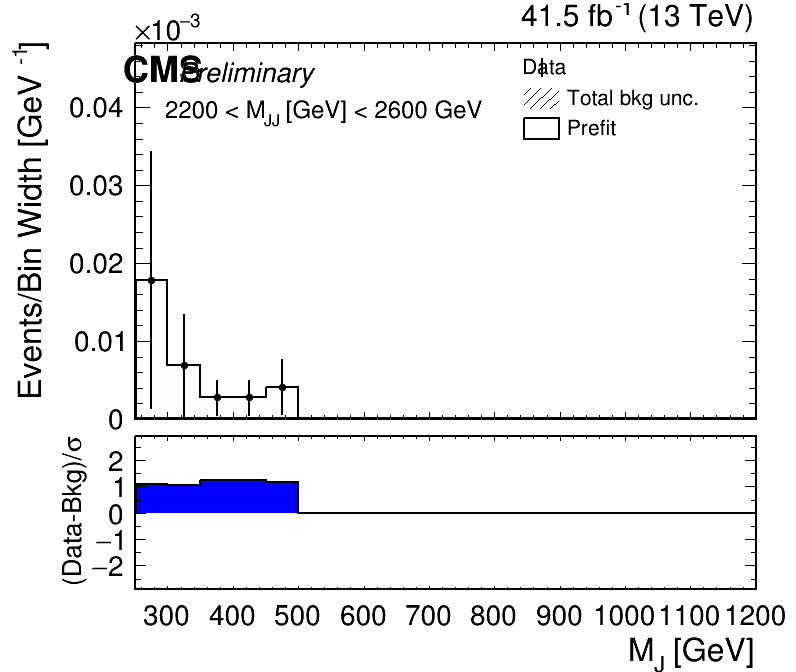 41.5 fb⁻¹ (13 TeV)
×10⁻³
CMS Preliminary
2200 < M_JJ [GeV] < 2600 GeV
Data
Total bkg unc.
Prefit
Events/Bin Width [GeV⁻¹]
0.04
0.03
0.02
0.01
0
(Data-Bkg)/σ
2
1
0
−1
−2
300 400 500 600 700 800 900 1000 1100 1200
M_J [GeV]